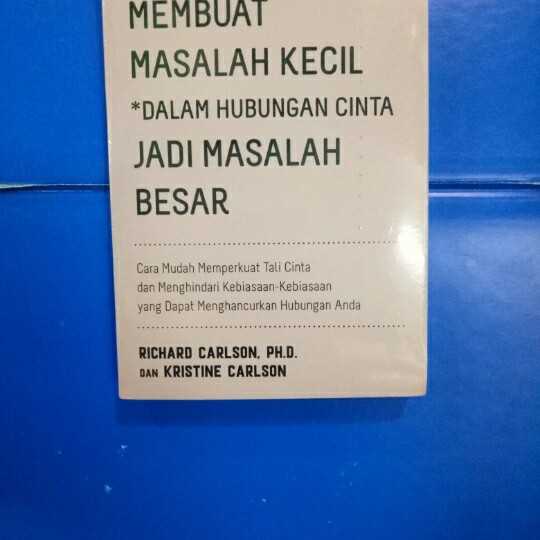 MEMBUAT
MASALAH KECIL
*DALAM HUBUNGAN CINTA
JADI MASALAH
BESAR
Cara Mudah Memperkuat Tali Cinta
dan Menghindari Kebiasaan-Kebiasaan
yang Dapat Menghancurkan Hubungan Anda
RICHARD CARLSON, PH.D.
DAN KRISTINE CARLSON